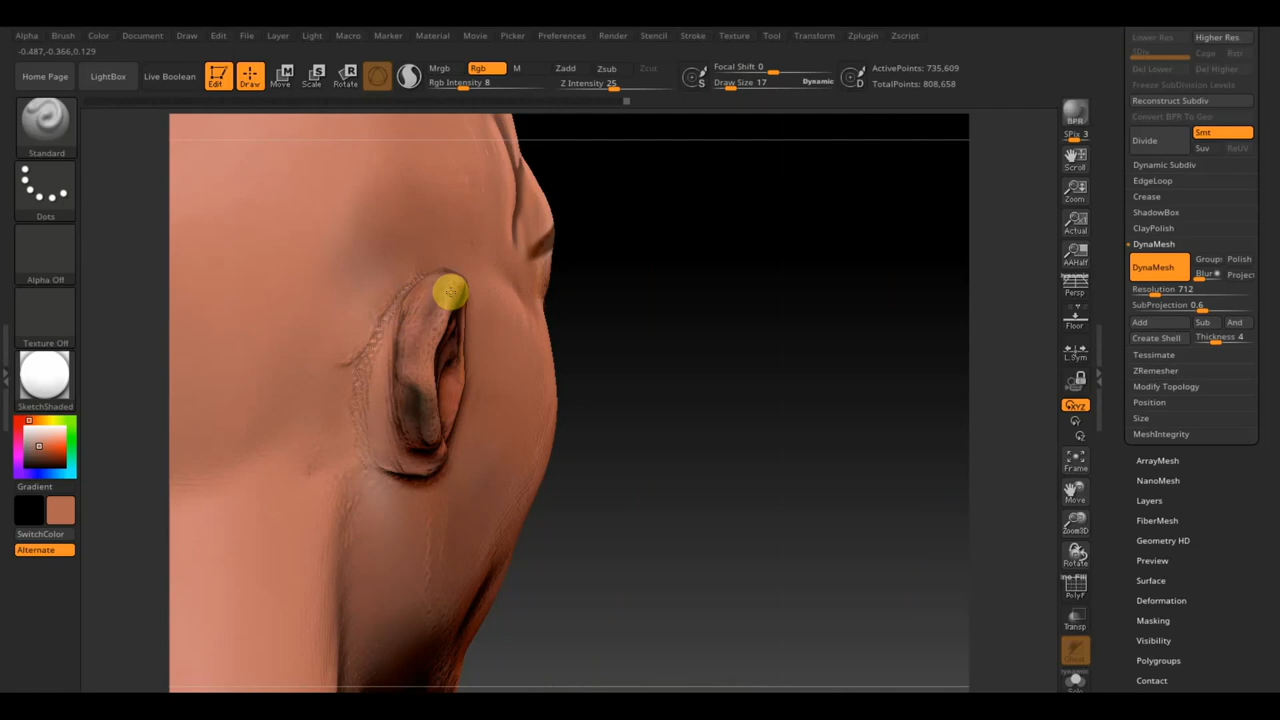 Alpha Brush Color Document Draw Edit File Layer Light Macro Marker Material Movie Picker Preferences Render Stencil Stroke Texture Tool Transform Zplugin Zscript
-0.487,-0.366,0.129
Home Page
LightBox
Live Boolean
Edit
Draw
Move
Scale
Rotate
Mrgb Rgb M
Rgb Intensity 8
Zadd Zsub Zcut
Z Intensity 25
S
Focal Shift 0
Draw Size 17 Dynamic
D
ActivePoints: 735,609
TotalPoints: 808,658
Standard
Dots
Alpha Off
Texture Off
SketchShaded
Gradient
SwitchColor
Alternate
BPR
SPix 3
Scroll
Zoom
Actual
AAHalf
Dynamic
Persp
Floor
L.Sym
XYZ
Frame
Move
Zoom3D
Rotate
PolyF
Transp
Ghost
Dynamic
Solo
Lower Res Higher Res
SDiv Cage Rstr
Del Lower Del Higher
Freeze SubDivision Levels
Reconstruct Subdiv
Convert BPR To Geo
Divide Smt
Suv ReUV
Dynamic Subdiv
EdgeLoop
Crease
ShadowBox
ClayPolish
DynaMesh
DynaMesh Groups Polish
Blur Project
Resolution 712
SubProjection 0.6
Add Sub And
Create Shell Thickness 4
Tessimate
ZRemesher
Modify Topology
Position
Size
MeshIntegrity
ArrayMesh
NanoMesh
Layers
FiberMesh
Geometry HD
Preview
Surface
Deformation
Masking
Visibility
Polygroups
Contact